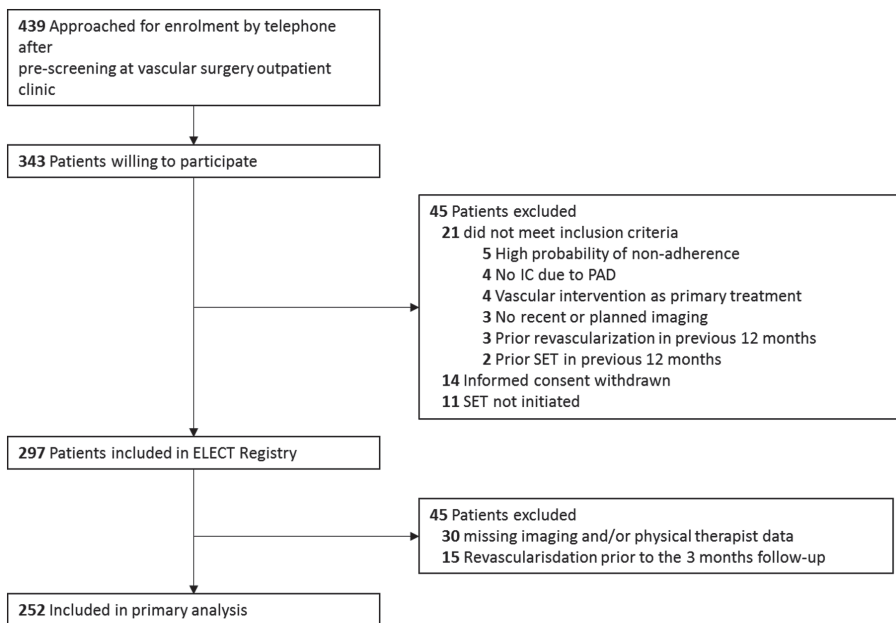 439 Approached for enrolment by telephone
after
pre-screening at vascular surgery outpatient
clinic
343 Patients willing to participate
45 Patients excluded
21 did not meet inclusion criteria
5 High probability of non-adherence
4 No IC due to PAD
4 Vascular intervention as primary treatment
3 No recent or planned imaging
3 Prior revascularization in previous 12 months
2 Prior SET in previous 12 months
14 Informed consent withdrawn
11 SET not initiated
297 Patients included in ELECT Registry
45 Patients excluded
30 missing imaging and/or physical therapist data
15 Revascularisdation prior to the 3 months follow-up
252 Included in primary analysis